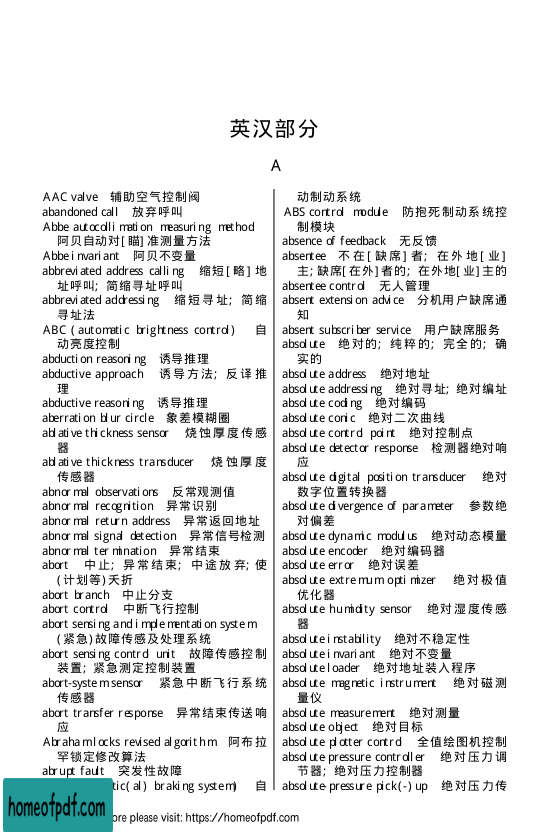 英汉部分
A
AAC valve 辅助空气控制阀
abandoned call 放弃呼叫
Abbe autocollimation measuring method
阿贝自动对[瞄]准测量方法
Abbe invariant 阿贝不变量
abbreviated address calling 缩短[略]地
址呼叫; 简缩寻址呼叫
abbreviated addressing 缩短寻址; 简缩
寻址法
ABC (automatic brightness control) 自
动亮度控制
abduction reasoning 诱导推理
abductive approach 诱导方法; 反译推
理
abductive reasoning 诱导推理
aberration blur circle 象差模糊圈
ablative thickness sensor 烧蚀厚度传感
器
ablative thickness transducer 烧蚀厚度
传感器
abnormal observations 反常观测值
abnormal recognition 异常识别
abnormal return address 异常返回地址
abnormal signal detection 异常信号检测
abnormal termination 异常结束
abort 中止; 异常结束; 中途放弃; 使
(计划等)夭折
abort branch 中止分支
abort control 中断飞行控制
abort sensing and implementation system
(紧急)故障传感及处理系统
abort sensing control unit 故障传感控制
装置; 紧急测定控制装置
abort-system sensor 紧急中断飞行系统
传感器
abort transfer response 异常结束传送响
应
Abraham locks revised algorithm 阿布拉
罕锁定修改算法
abrupt fault 突发性故障
tic(al) braking system) 自
动制动系统
ABS control module 防抱死制动系统控
制模块
absence of feedback 无反馈
absentee 不在[缺席]者; 在外地[业]
主; 缺席[在外]者的; 在外地[业]主的
absentee control 无人管理
absent extension advice 分机用户缺席通
知
absent subscriber service 用户缺席服务
absolute 绝对的; 纯粹的; 完全的; 确
实的
absolute address 绝对地址
absolute addressing 绝对寻址; 绝对编址
absolute coding 绝对编码
absolute conic 绝对二次曲线
absolute control point 绝对控制点
absolute detector response 检测器绝对响
应
absolute digital position transducer 绝对
数字位置转换器
absolute divergence of parameter 参数绝
对偏差
absolute dynamic modulus 绝对动态模量
absolute encoder 绝对编码器
absolute error 绝对误差
absolute extremum optimizer 绝对极值
优化器
absolute humidity sensor 绝对湿度传感
器
absolute instability 绝对不稳定性
absolute invariant 绝对不变量
absolute loader 绝对地址装入程序
absolute magnetic instrument 绝对磁测
量仪
absolute measurement 绝对测量
absolute object 绝对目标
absolute plotter control 全值绘图机控制
absolute pressure controller 绝对压力调
节器; 绝对压力控制器
absolute-pressure pick(-)up 绝对压力传
homeofpdf.com
ore please visit: https://homeofpdf.com